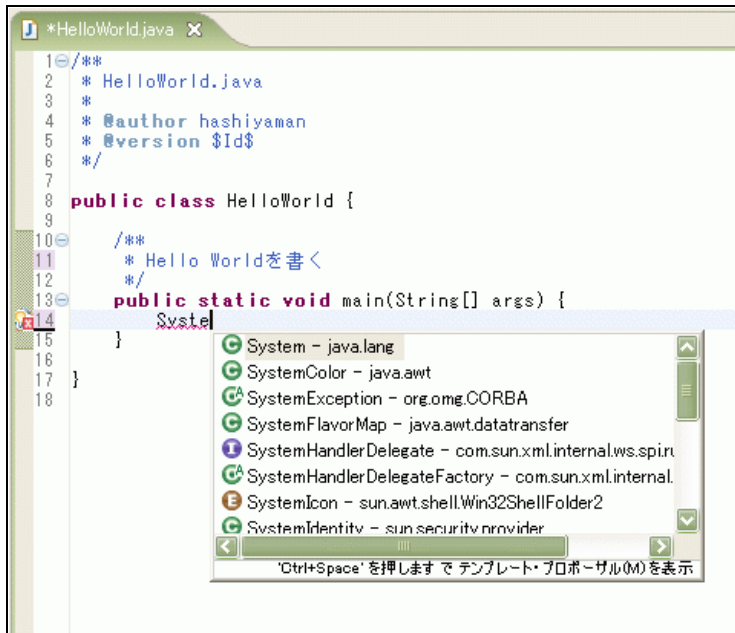 *HelloWorld.java
1 /**
2 * HelloWorld.java
3 *
4 * @author hashiyaman
5 * @version $Id$
6 */
7
8 public class HelloWorld {
9
10 /**
11 * Hello Worldを書く
12 */
13 public static void main(String[] args) {
14 Syste
15 }
16
17 }
18
System - java.lang
SystemColor - java.awt
SystemException - org.omg.CORBA
SystemFlavorMap - java.awt.datatransfer
SystemHandlerDelegate - com.sun.xml.internal.ws.spi.ru
SystemHandlerDelegateFactory - com.sun.xml.internal.
SystemIcon - sun.awt.shell.Win32ShellFolder2
SystemIdentity - sun.security.provider
'Ctrl+Space' を押します で テンプレート・プロポーザル(M) を表示